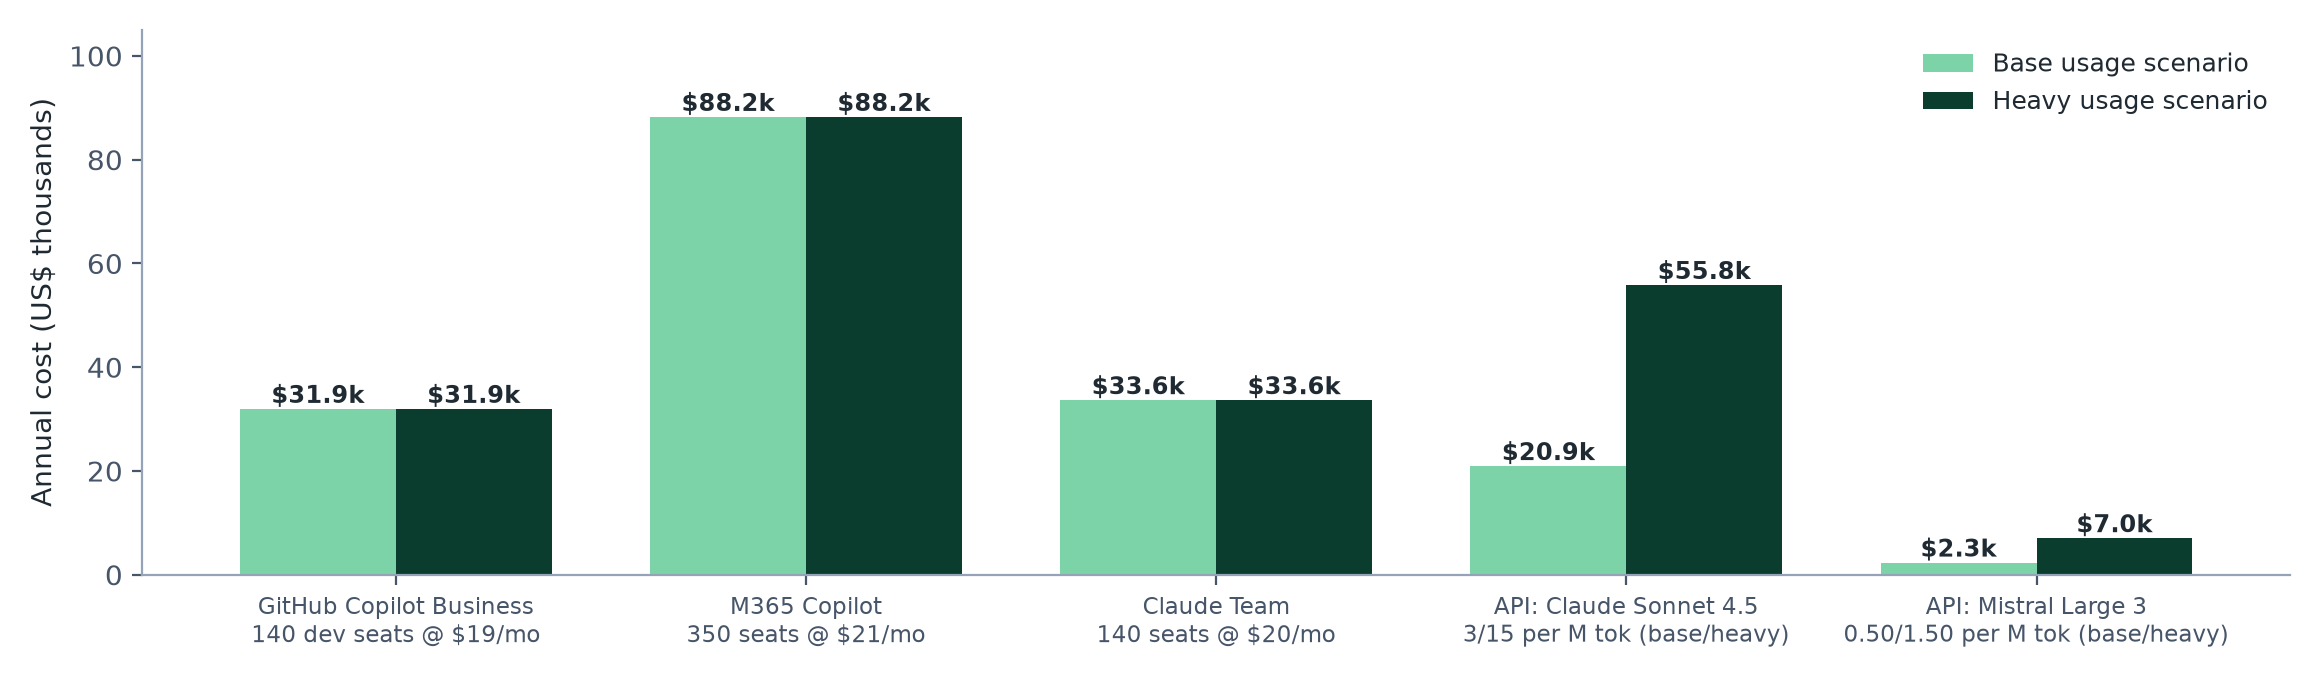 Annual cost (US$ thousands)
100
80
60
40
20
0
Base usage scenario
Heavy usage scenario
$31.9k
$31.9k
$88.2k
$88.2k
$33.6k
$33.6k
$20.9k
$55.8k
$2.3k
$7.0k
GitHub Copilot Business
140 dev seats @ $19/mo
M365 Copilot
350 seats @ $21/mo
Claude Team
140 seats @ $20/mo
API: Claude Sonnet 4.5
3/15 per M tok (base/heavy)
API: Mistral Large 3
0.50/1.50 per M tok (base/heavy)